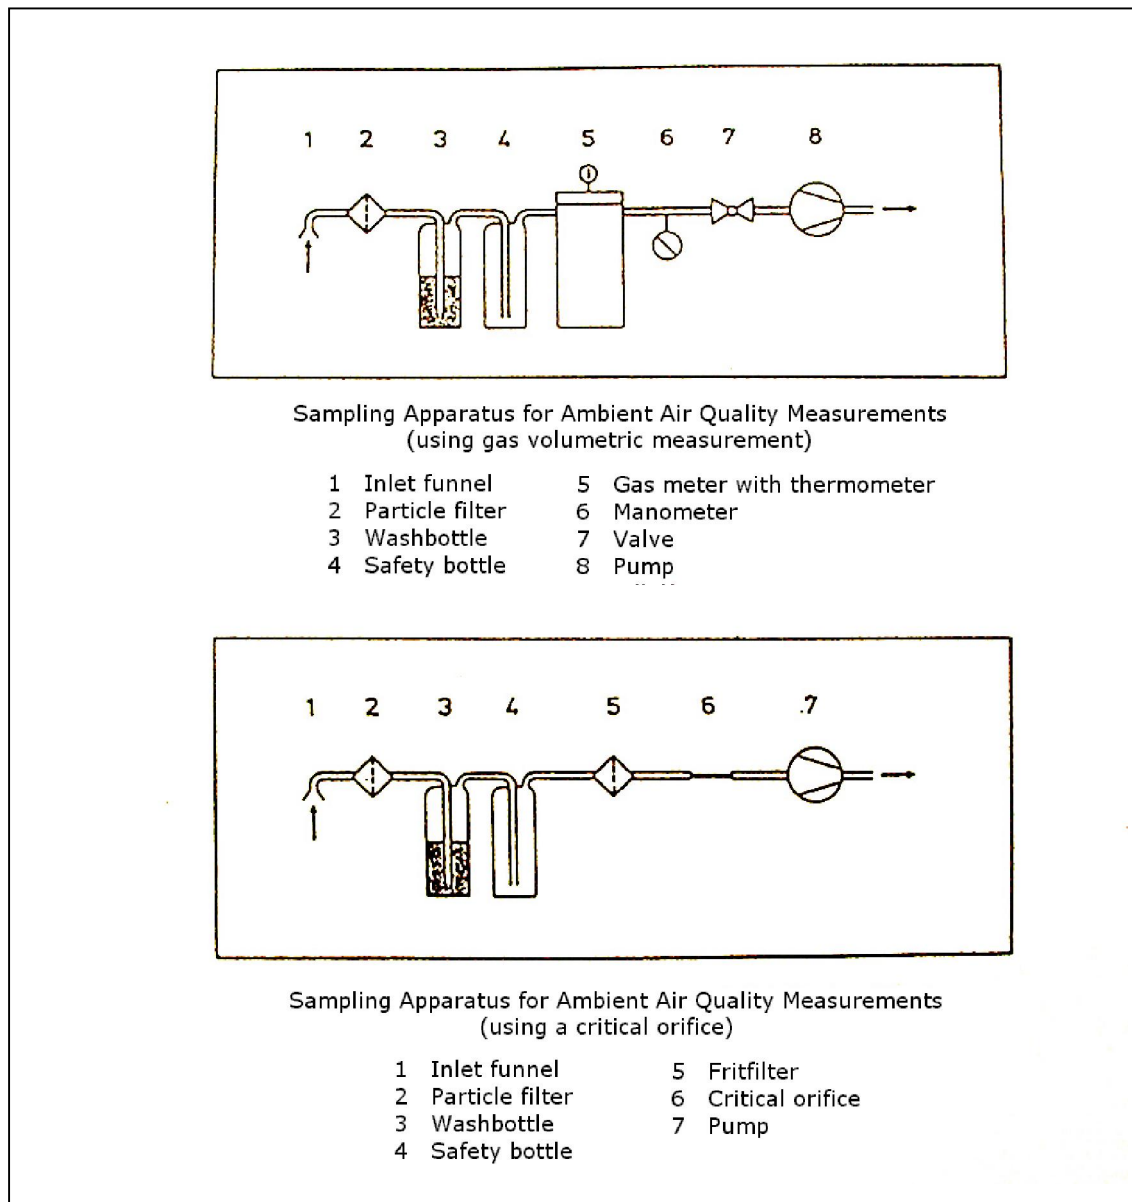 1 2 3 4 5 6 7 8
Sampling Apparatus for Ambient Air Quality Measurements
(using gas volumetric measurement)
1 Inlet funnel
2 Particle filter
3 Washbottle
4 Safety bottle
5 Gas meter with thermometer
6 Manometer
7 Valve
8 Pump
1 2 3 4 5 6 .7
Sampling Apparatus for Ambient Air Quality Measurements
(using a critical orifice)
1 Inlet funnel
2 Particle filter
3 Washbottle
4 Safety bottle
5 Fritfilter
6 Critical orifice
7 Pump